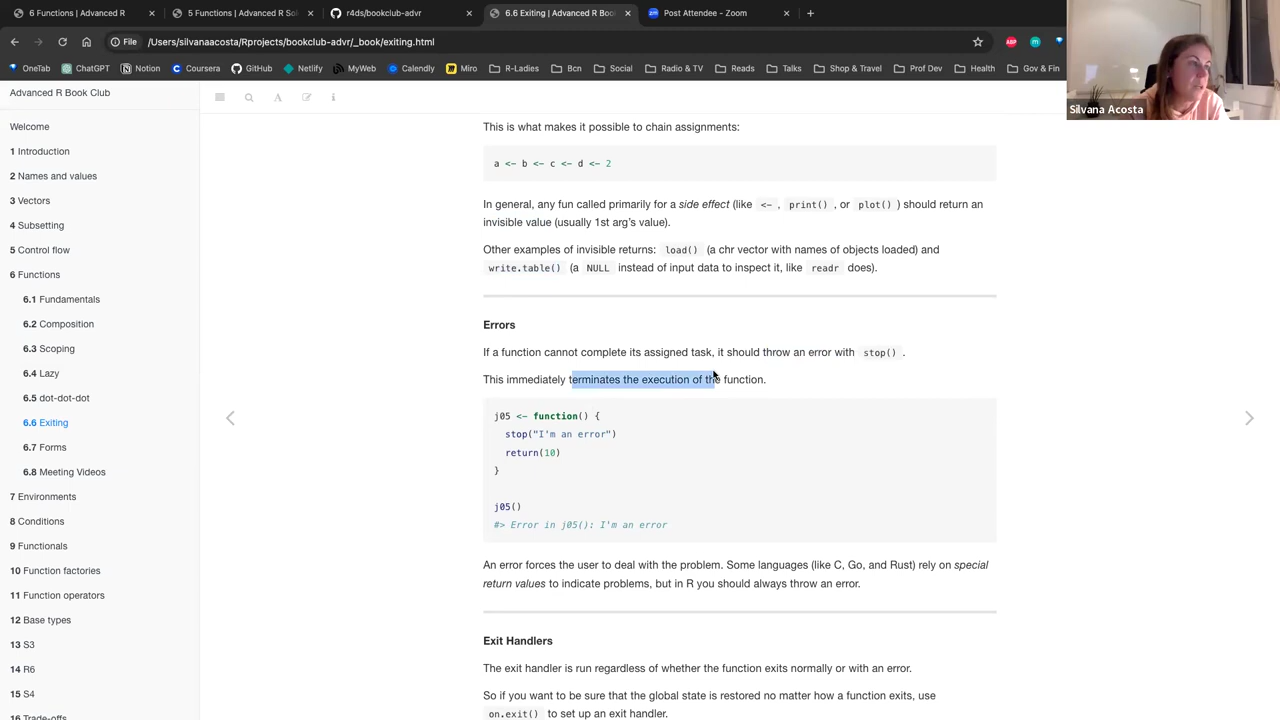 6 Functions | Advanced R
5 Functions | Advanced R So
r4ds/bookclub-advr
6.6 Exiting | Advanced R Boo
Post Attendee - Zoom
File
/Users/silvanaacosta/Rprojects/bookclub-advr/_book/exiting.html
OneTab
ChatGPT
Notion
Coursera
GitHub
Netlify
MyWeb
Calendly
Miro
R-Ladies
Bcn
Social
Radio & TV
Reads
Talks
Shop & Travel
Prof Dev
Health
Gov & Fin
Silvana Acosta
Advanced R Book Club
Welcome
1 Introduction
2 Names and values
3 Vectors
4 Subsetting
5 Control flow
6 Functions
6.1 Fundamentals
6.2 Composition
6.3 Scoping
6.4 Lazy
6.5 dot-dot-dot
6.6 Exiting
6.7 Forms
6.8 Meeting Videos
7 Environments
8 Conditions
9 Functionals
10 Function factories
11 Function operators
12 Base types
13 S3
14 R6
15 S4
16 Trade-offs
This is what makes it possible to chain assignments:
a <- b <- c <- d <- 2
In general, any fun called primarily for a side effect (like <- , print() , or plot() ) should return an
invisible value (usually 1st arg's value).
Other examples of invisible returns: load() (a chr vector with names of objects loaded) and
write.table() (a NULL instead of input data to inspect it, like readr does).
Errors
If a function cannot complete its assigned task, it should throw an error with stop() .
This immediately terminates the execution of the function.
j05 <- function() {
stop("I'm an error")
return(10)
}
j05()
#> Error in j05(): I'm an error
An error forces the user to deal with the problem. Some languages (like C, Go, and Rust) rely on special
return values to indicate problems, but in R you should always throw an error.
Exit Handlers
The exit handler is run regardless of whether the function exits normally or with an error.
So if you want to be sure that the global state is restored no matter how a function exits, use
on.exit() to set up an exit handler.